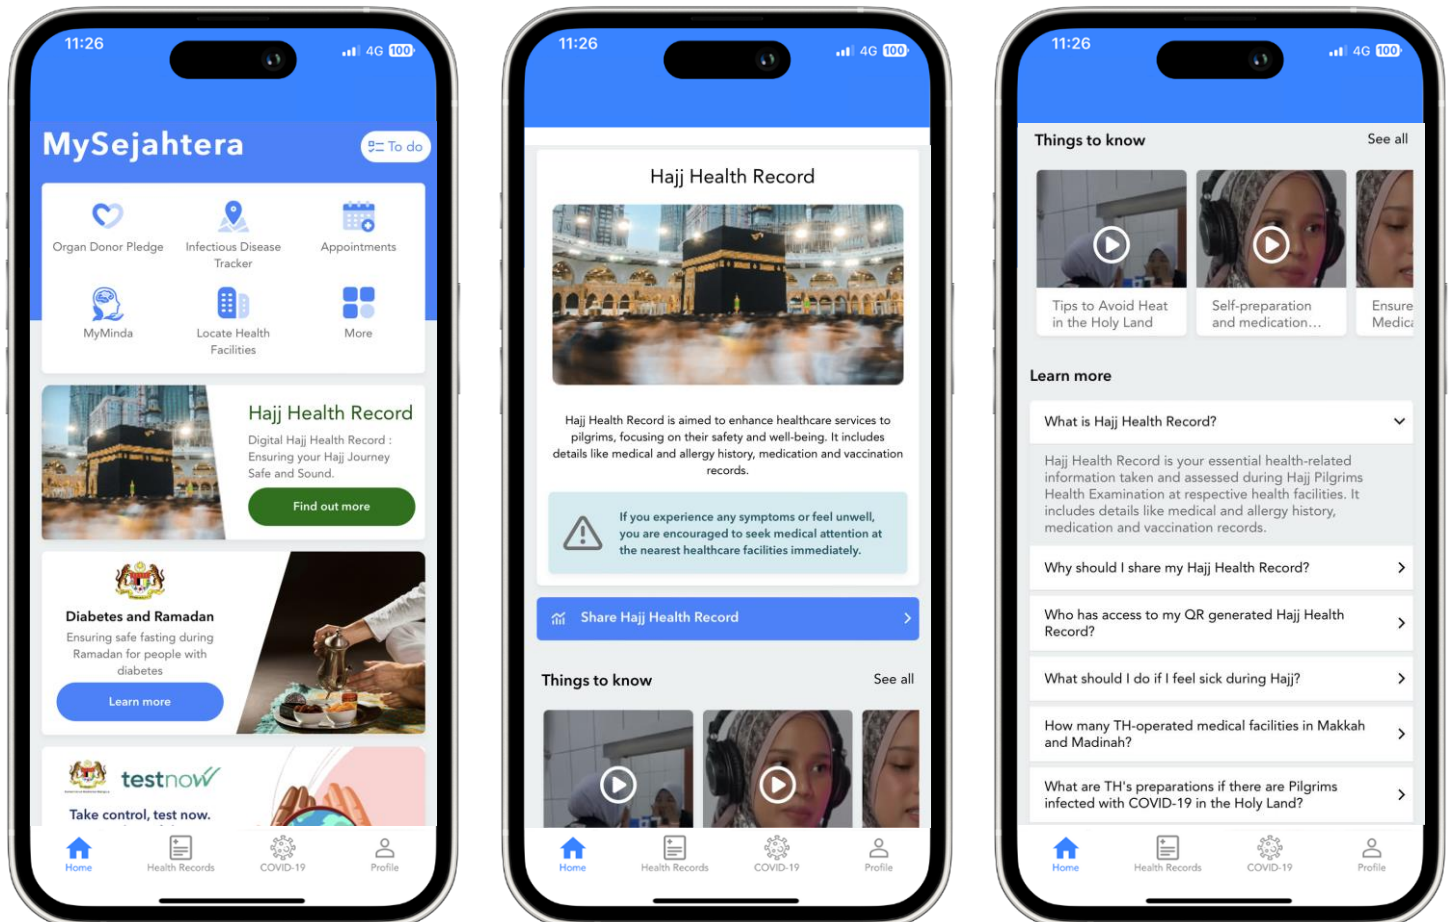 11:26
4G 100
MySejahtera
To do
Organ Donor Pledge
Infectious Disease
Tracker
Appointments
MyMinda
Locate Health
Facilities
More
Hajj Health Record
Digital Hajj Health Record :
Ensuring your Hajj Journey
Safe and Sound.
Find out more
Diabetes and Ramadan
Ensuring safe fasting during
Ramadan for people with
diabetes
Learn more
testnow
Take control, test now.
Home
Health Records
COVID-19
Profile
11:26
4G 100
Hajj Health Record
Hajj Health Record is aimed to enhance healthcare services to
pilgrims, focusing on their safety and well-being. It includes
details like medical and allergy history, medication and vaccination
records.
If you experience any symptoms or feel unwell,
you are encouraged to seek medical attention at
the nearest healthcare facilities immediately.
Share Hajj Health Record
Things to know
See all
Home
Health Records
COVID-19
Profile
11:26
4G 100
Things to know
See all
Tips to Avoid Heat
in the Holy Land
Self-preparation
and medication...
Ensure
Medica
Learn more
What is Hajj Health Record?
Hajj Health Record is your essential health-related
information taken and assessed during Hajj Pilgrims
Health Examination at respective health facilities. It
includes details like medical and allergy history,
medication and vaccination records.
Why should I share my Hajj Health Record?
Who has access to my QR generated Hajj Health
Record?
What should I do if I feel sick during Hajj?
How many TH-operated medical facilities in Makkah
and Madinah?
What are TH's preparations if there are Pilgrims
infected with COVID-19 in the Holy Land?
Home
Health Records
COVID-19
Profile